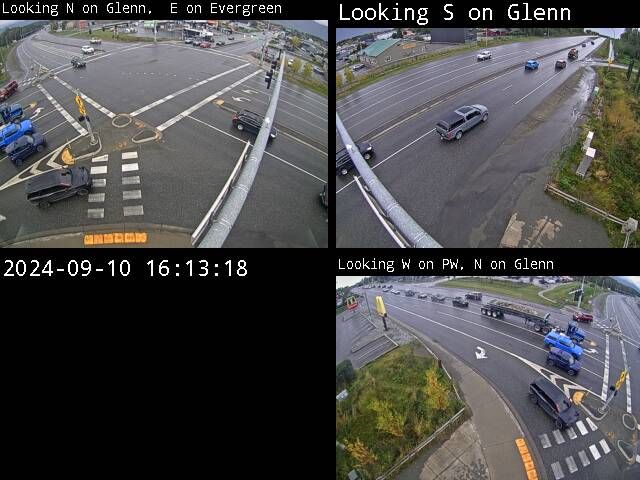 Looking N on Glenn,  E on Evergreen
Looking S on Glenn
2024-09-10 16:13:18
Looking W on PW, N on Glenn